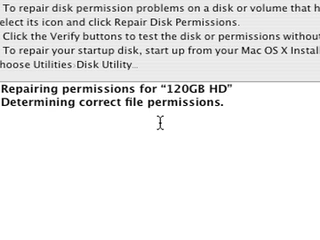 To repair disk permission problems on a disk or volume that h
elect its icon and click Repair Disk Permissions.
Click the Verify buttons to test the disk or permissions without
To repair your startup disk, start up from your Mac OS X Instal
hoose Utilities Disk Utility..
Repairing permissions for “120GB HD”
Determining correct file permissions.